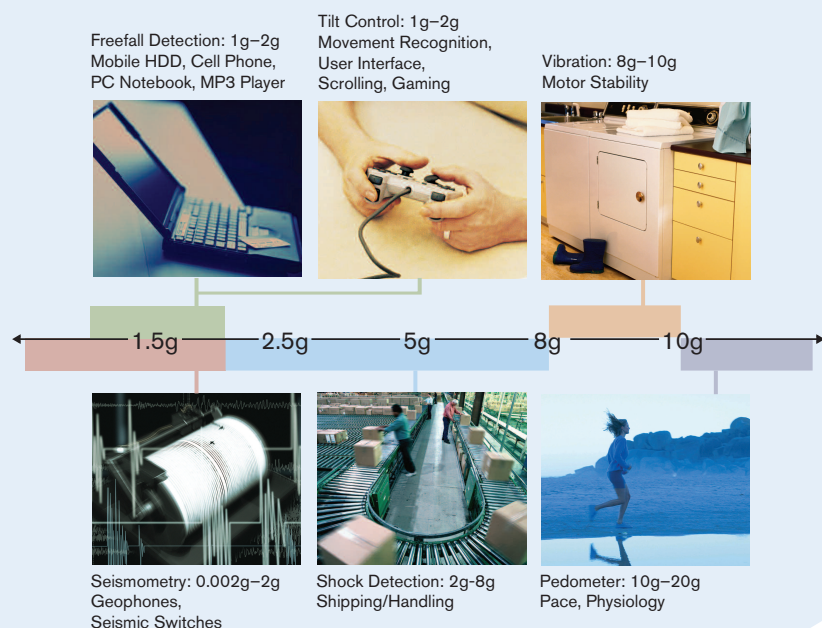 Freefall Detection: 1g–2g
Mobile HDD, Cell Phone,
PC Notebook, MP3 Player
Tilt Control: 1g–2g
Movement Recognition,
User Interface,
Scrolling, Gaming
Vibration: 8g–10g
Motor Stability
1.5g
2.5g
5g
8g
10g
Seismometry: 0.002g–2g
Geophones,
Seismic Switches
Shock Detection: 2g-8g
Shipping/Handling
Pedometer: 10g–20g
Pace, Physiology